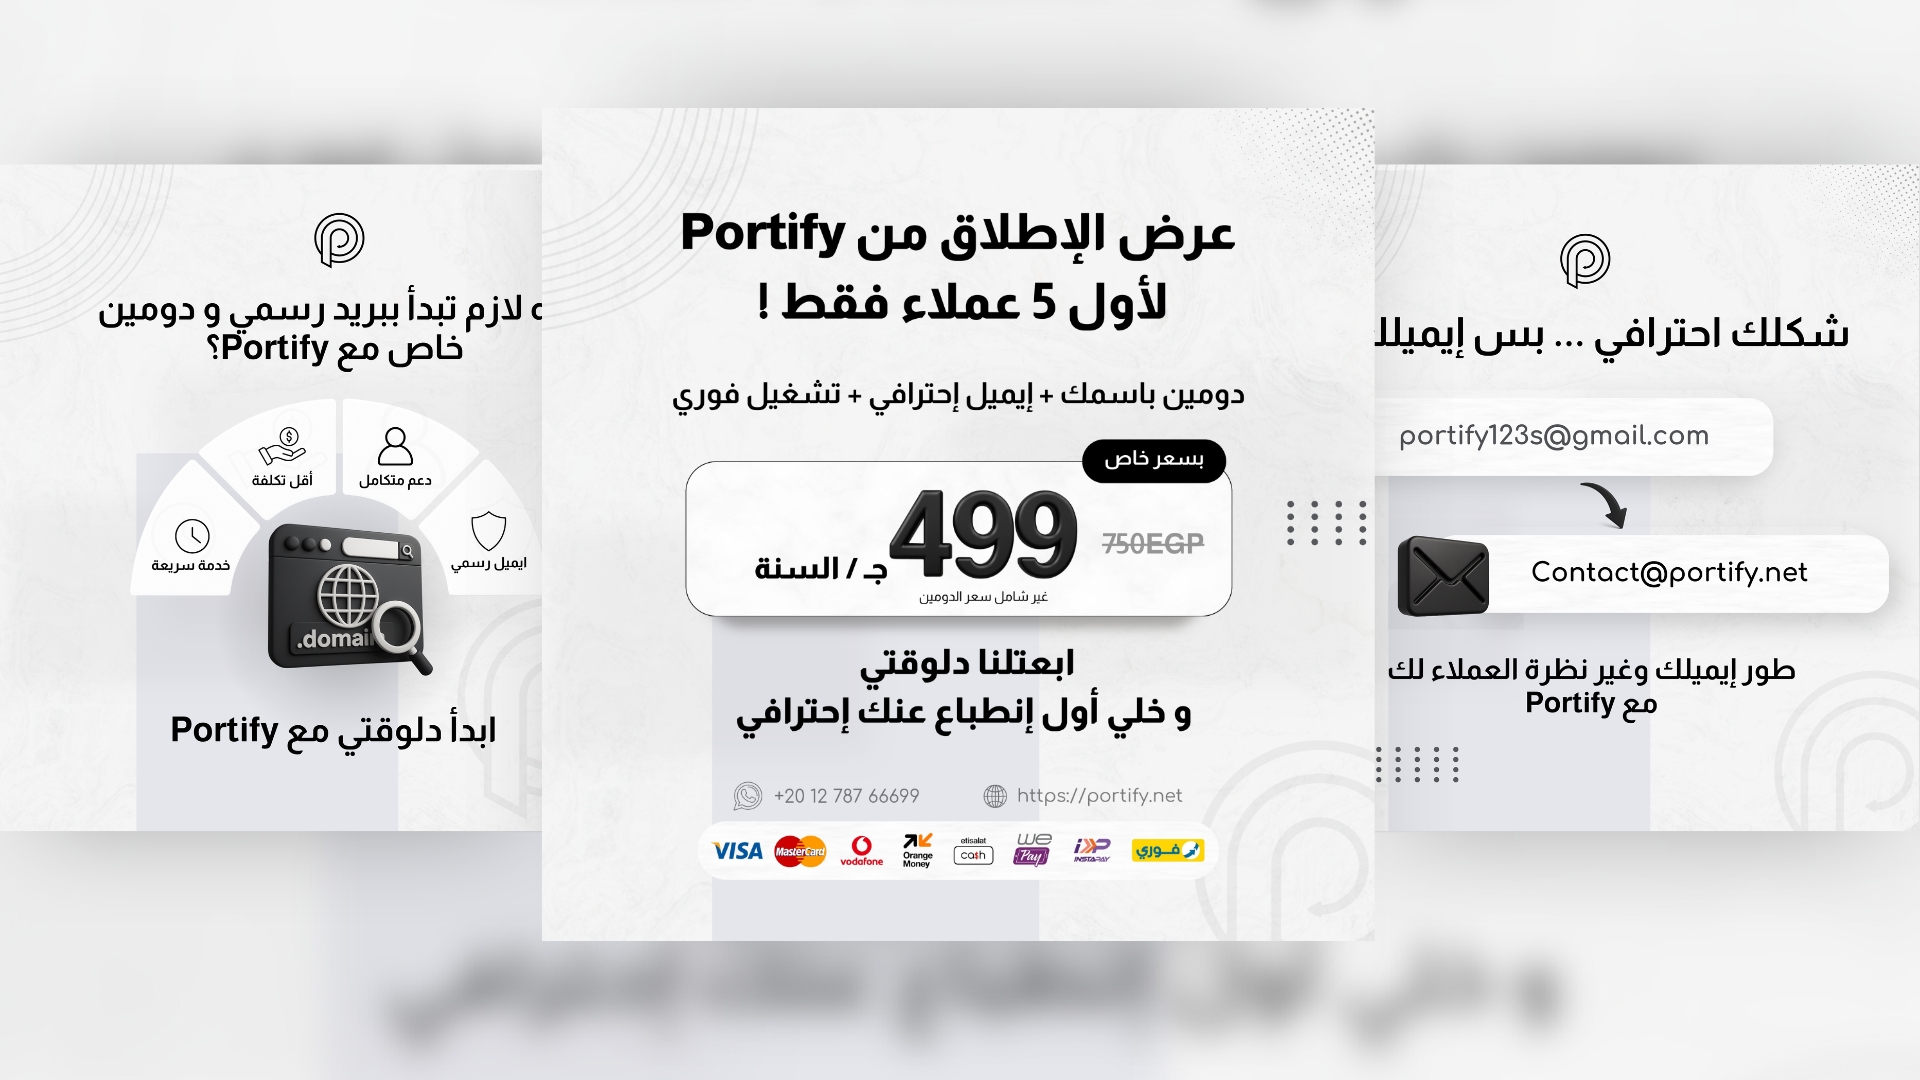 عرض الإطلاق من Portify
لأول 5 عملاء فقط !
دومين باسمك + إيميل إحترافي + تشغيل فوري
بسعر خاص
750EGP
499 جـ / السنة
غير شامل سعر الدومين
ابعتلنا دلوقتي
و خلي أول إنطباع عنك إحترافي
+20 12 787 66699
https://portify.net
VISA
MasterCard
vodafone
Orange Money
etisalat cash
we Pay
INSTAPAY
فوري
شكلك احترافي ... بس
portify123s@gmail.com
Contact@portify.net
طور إيميلك وغير نظرة العملاء لك
مع Portify
لازم تبدأ ببريد رسمي و دومين
خاص مع Portify؟
ايميل رسمي
دعم متكامل
أقل تكلفة
خدمة سريعة
.domain
ابدأ دلوقتي مع Portify